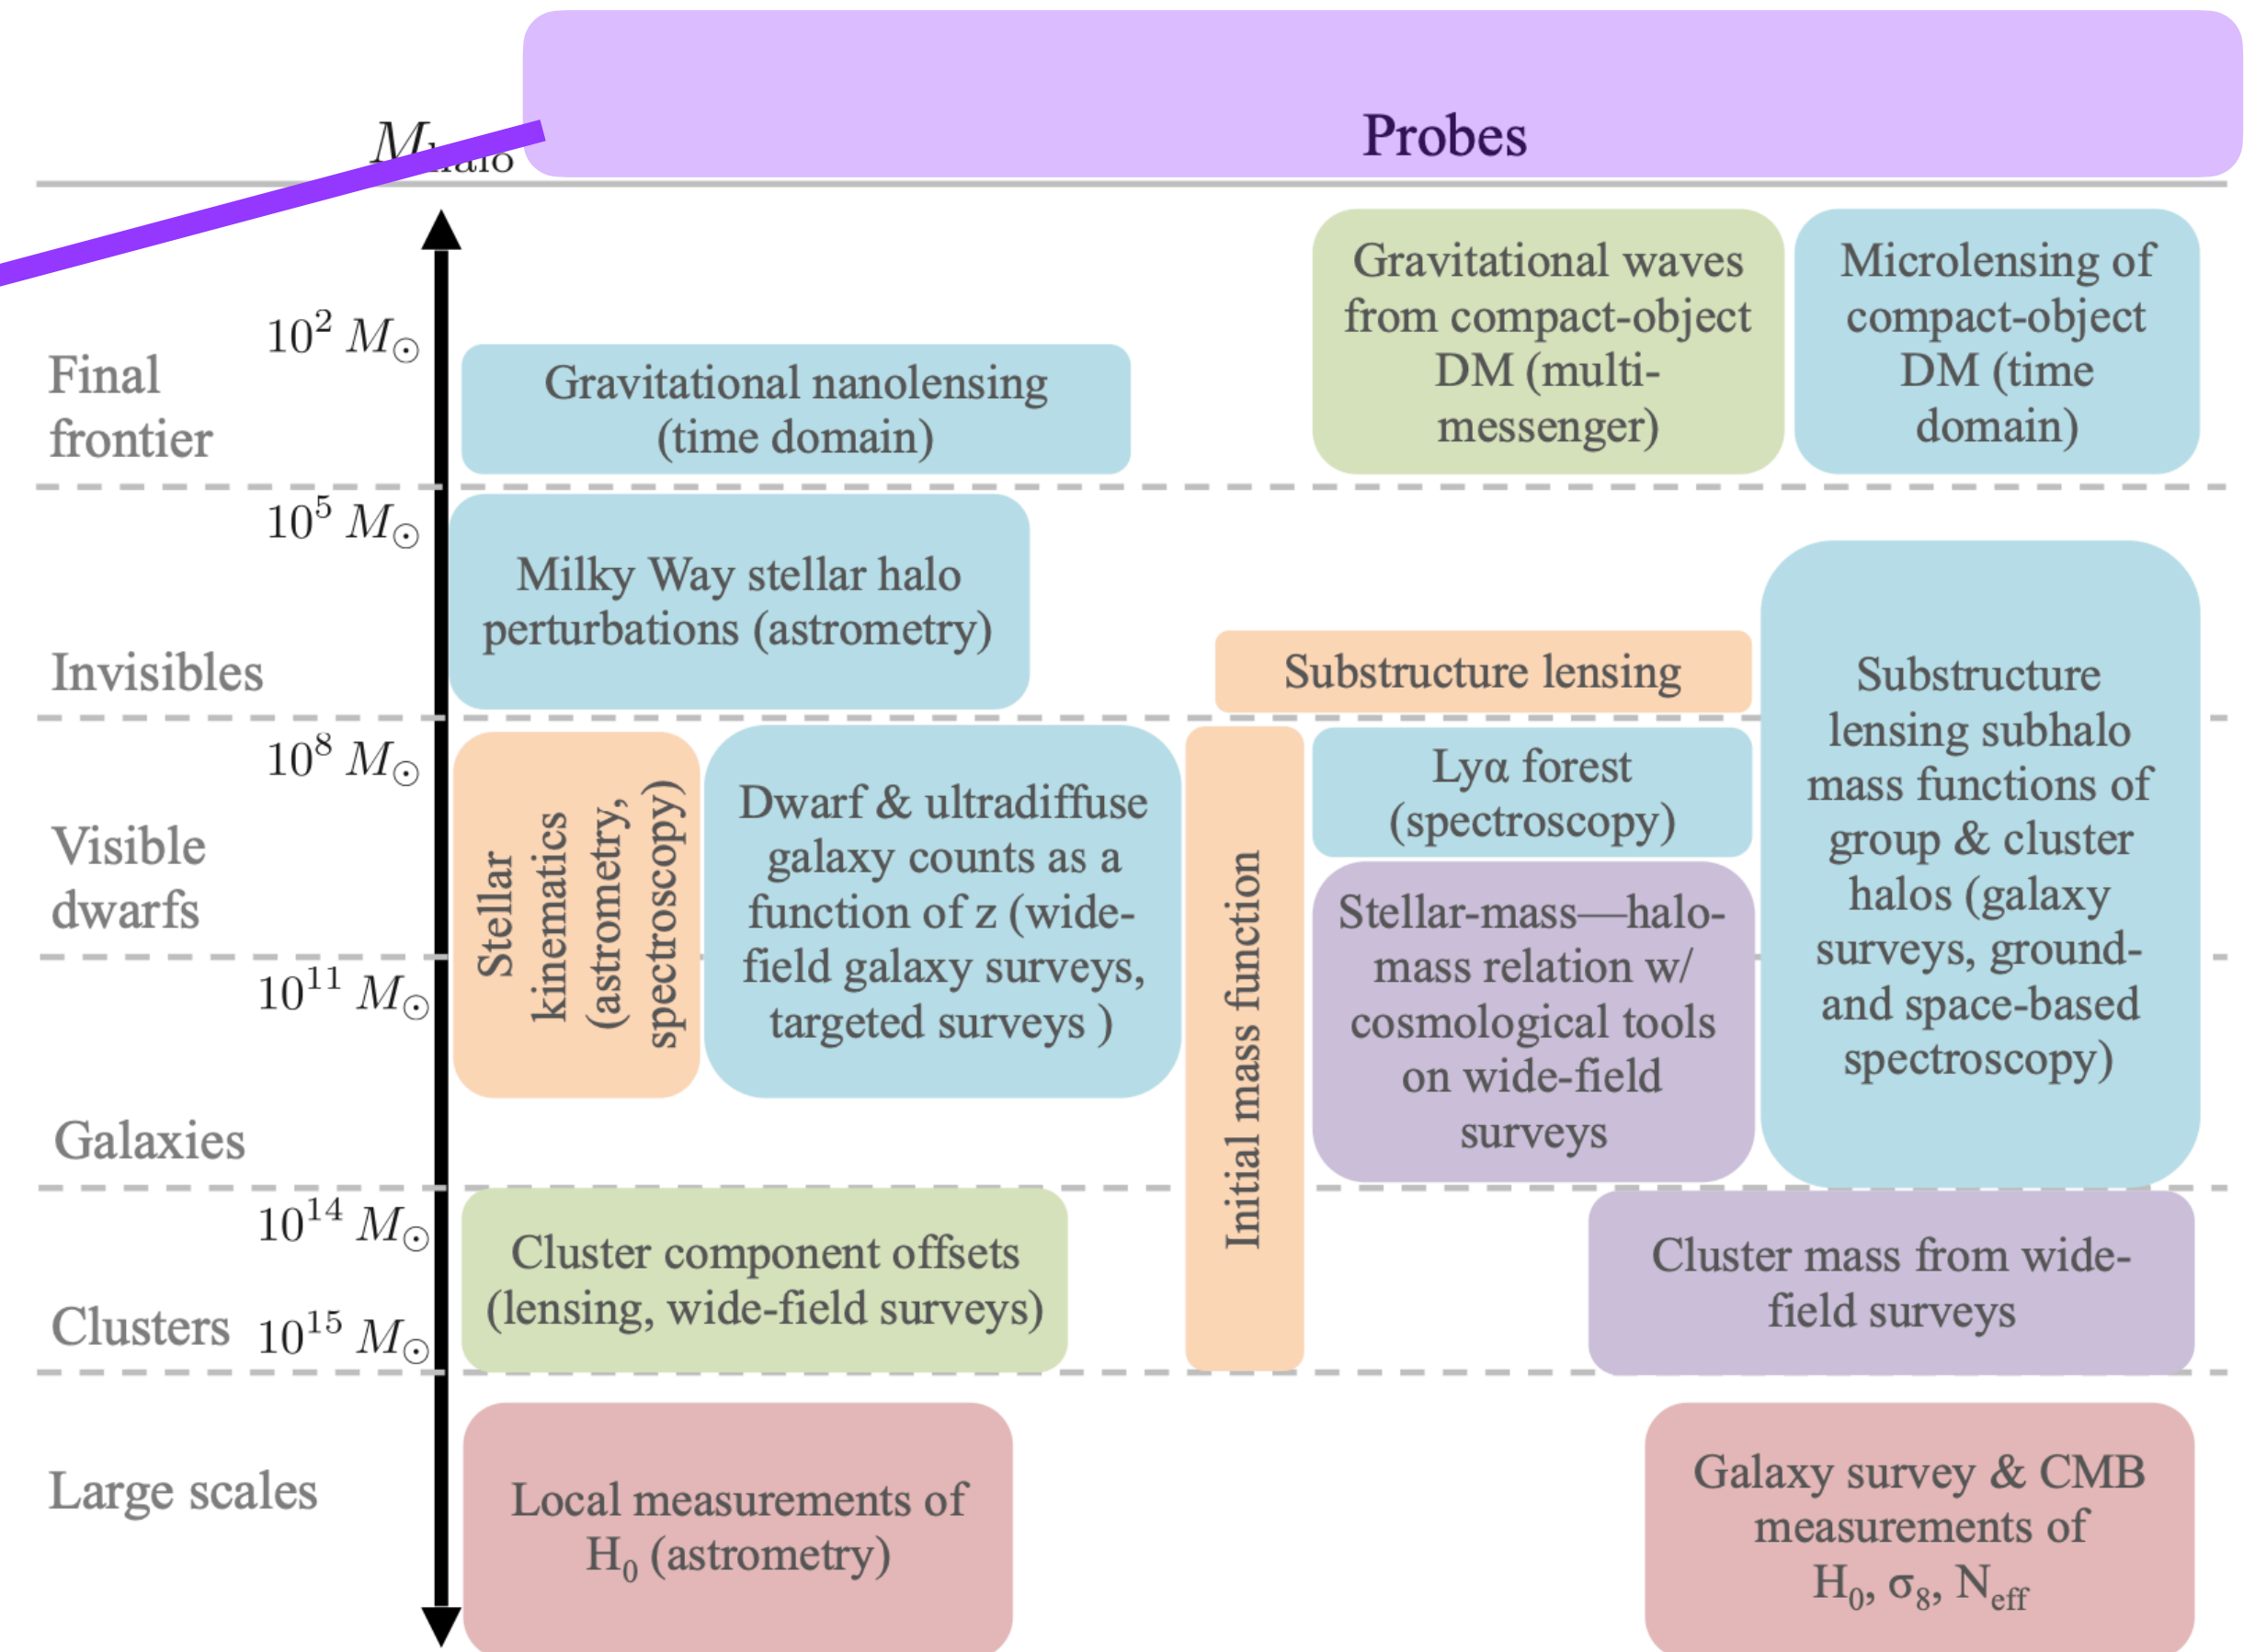 Probes
M_halo
Gravitational waves
from compact-object
DM (multi-
messenger)
Microlensing of
compact-object
DM (time
domain)
10² M☉
Final
frontier
Gravitational nanolensing
(time domain)
10⁵ M☉
Milky Way stellar halo
perturbations (astrometry)
Invisibles
Substructure lensing
Substructure
lensing subhalo
mass functions of
group & cluster
halos (galaxy
surveys, ground-
and space-based
spectroscopy)
10⁸ M☉
Visible
dwarfs
Stellar
kinematics
(astrometry,
spectroscopy)
Dwarf & ultradiffuse
galaxy counts as a
function of z (wide-
field galaxy surveys,
targeted surveys )
Initial mass function
Lyα forest
(spectroscopy)
Stellar-mass—halo-
mass relation w/
cosmological tools
on wide-field
surveys
10¹¹ M☉
Galaxies
10¹⁴ M☉
Clusters
10¹⁵ M☉
Cluster component offsets
(lensing, wide-field surveys)
Cluster mass from wide-
field surveys
Large scales
Local measurements of
H₀ (astrometry)
Galaxy survey & CMB
measurements of
H₀, σ₈, N_eff